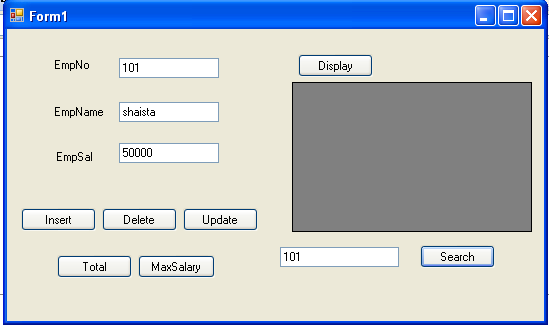 Form1
EmpNo 101
Display
EmpName shaista
EmpSal 50000
Insert Delete Update
101 Search
Total MaxSalary